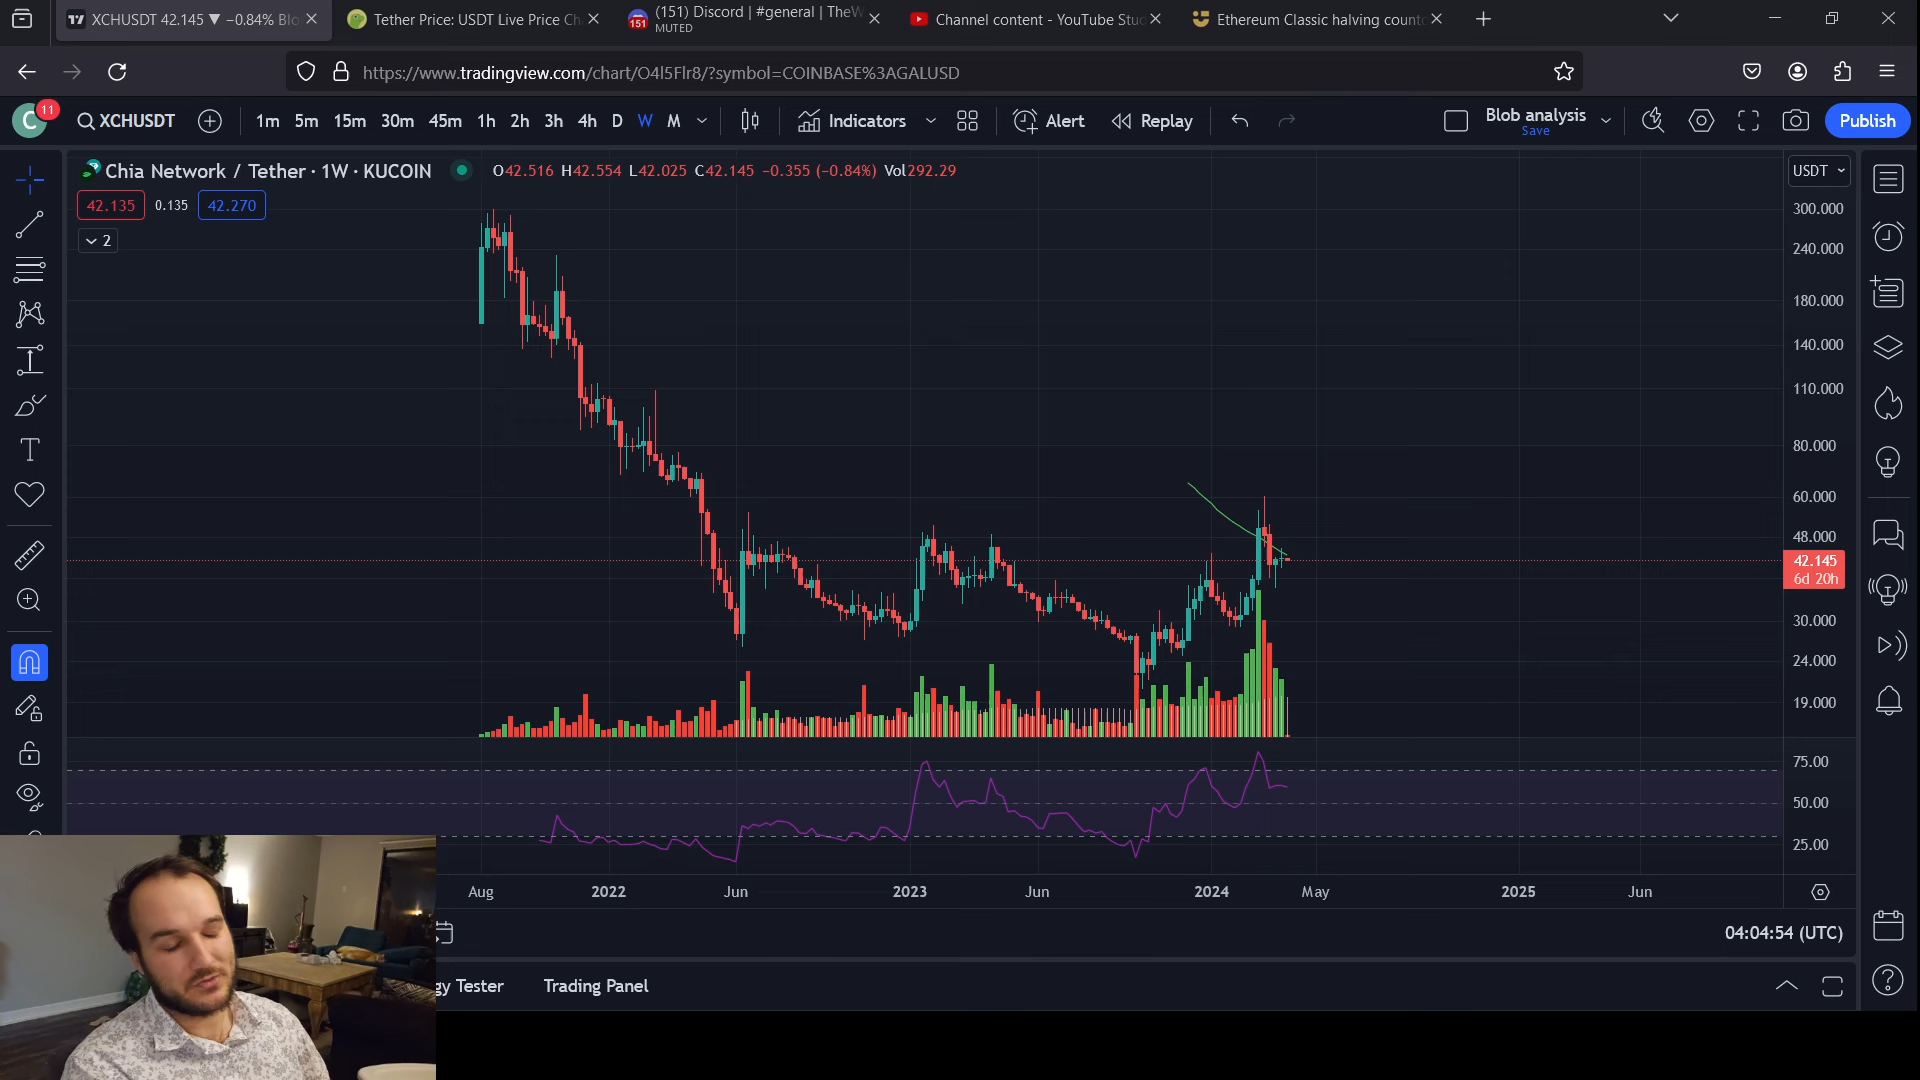 XCHUSDT 42.145 ▼ −0.84% Blo
Tether Price: USDT Live Price Ch
(151) Discord | #general | TheW
MUTED
151
Channel content - YouTube Stud
Ethereum Classic halving countd
https://www.tradingview.com/chart/O4l5Flr8/?symbol=COINBASE%3AGALUSD
C
11
XCHUSDT
1m 5m 15m 30m 45m 1h 2h 3h 4h D W M
Indicators
Alert
Replay
Blob analysis
Save
Publish
Chia Network / Tether · 1W · KUCOIN
O42.516 H42.554 L42.025 C42.145 −0.355 (−0.84%) Vol292.29
USDT
42.135 0.135 42.270
2
300.000
240.000
180.000
140.000
110.000
80.000
60.000
48.000
42.145
6d 20h
30.000
24.000
19.000
75.00
50.00
25.00
Aug 2022 Jun 2023 Jun 2024 May 2025 Jun
04:04:54 (UTC)
gy Tester
Trading Panel